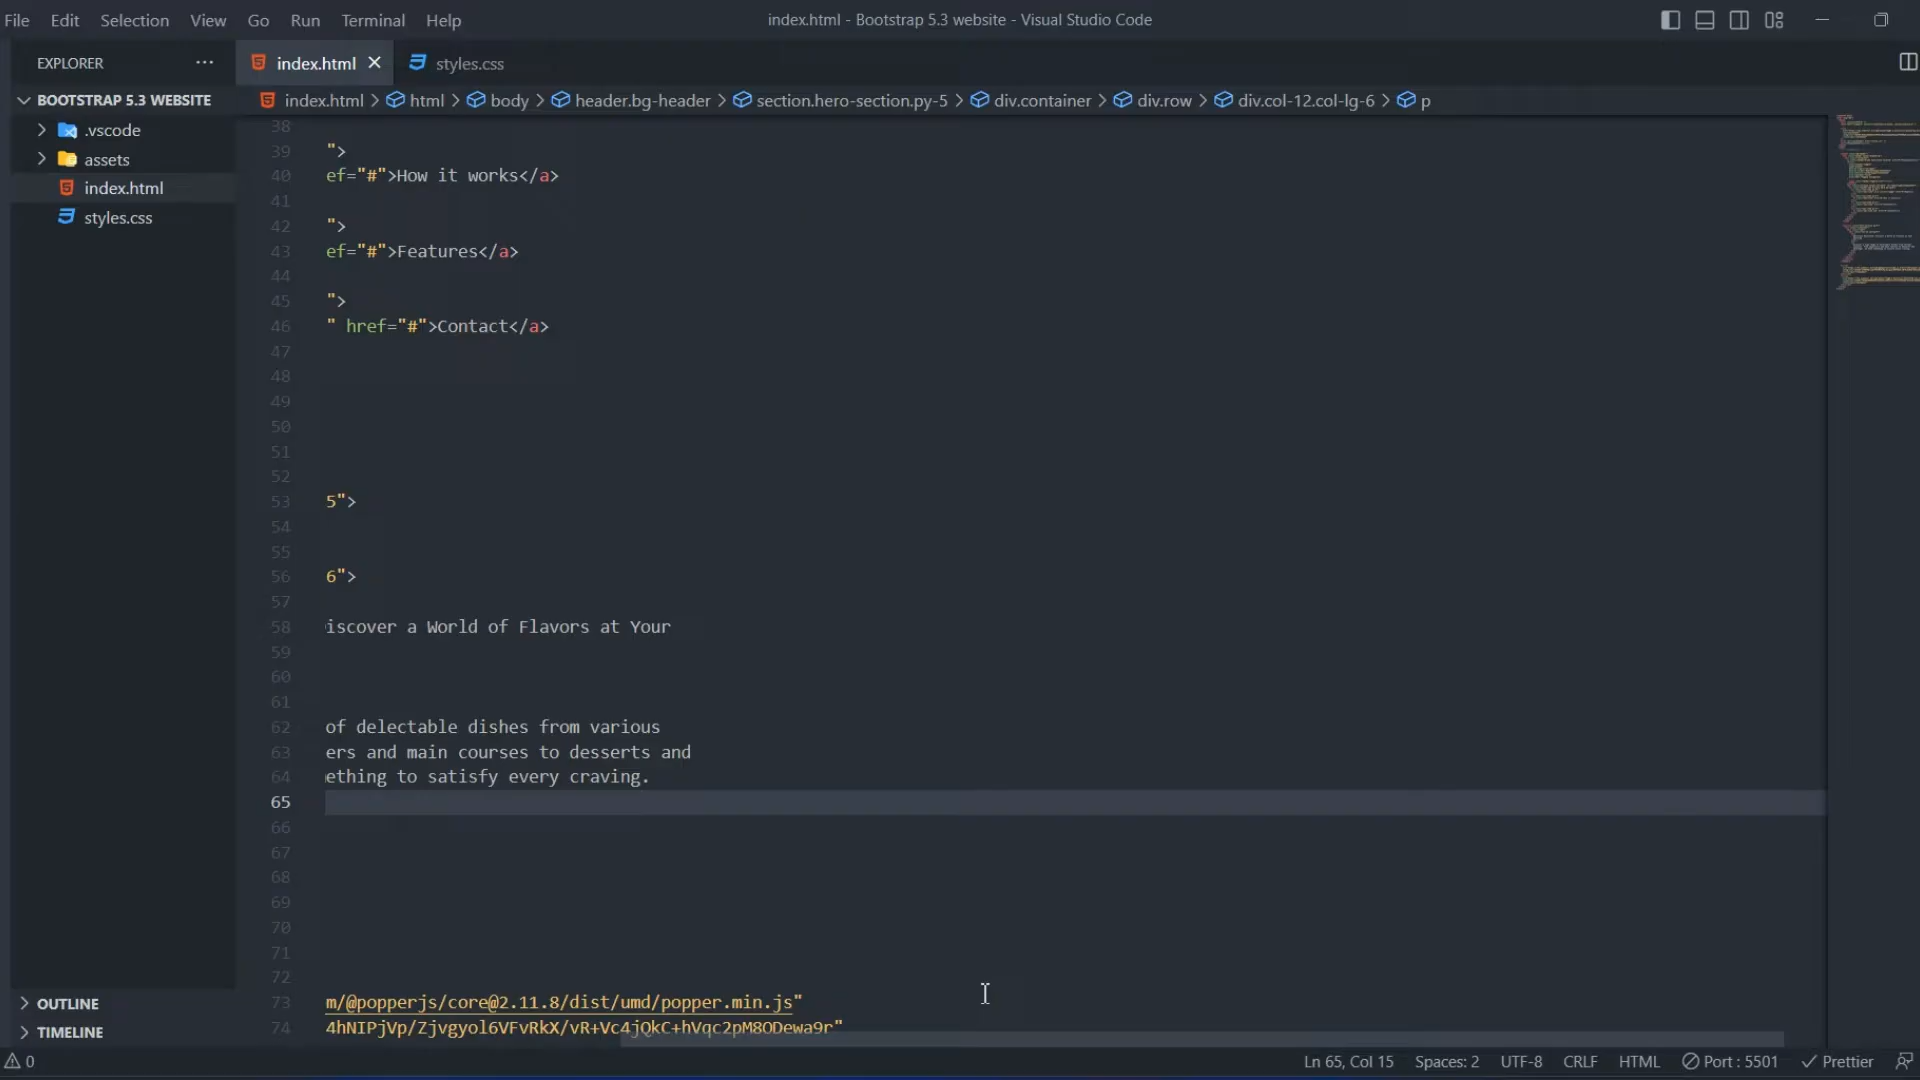 File Edit Selection View Go Run Terminal Help
index.html - Bootstrap 5.3 website - Visual Studio Code
EXPLORER ···
index.html
styles.css
BOOTSTRAP 5.3 WEBSITE
index.html > html > body > header.bg-header > section.hero-section.py-5 > div.container > div.row > div.col-12.col-lg-6 > p
.vscode
assets
index.html
styles.css
38
39 ">
40 ef="#">How it works</a>
41
42 ">
43 ef="#">Features</a>
44
45 ">
46 " href="#">Contact</a>
47
48
49
50
51
52
53 5">
54
55
56 6">
57
58 iscover a World of Flavors at Your
59
60
61
62 of delectable dishes from various
63 ers and main courses to desserts and
64 ething to satisfy every craving.
65
66
67
68
69
70
71
72
73 m/@popperjs/core@2.11.8/dist/umd/popper.min.js"
74 4hNIPjVp/Zjvgyol6VFvRkX/vR+Vc4jQkC+hVqc2pM8ODewa9r"
OUTLINE
TIMELINE
0
Ln 65, Col 15 Spaces: 2 UTF-8 CRLF HTML Port : 5501 Prettier